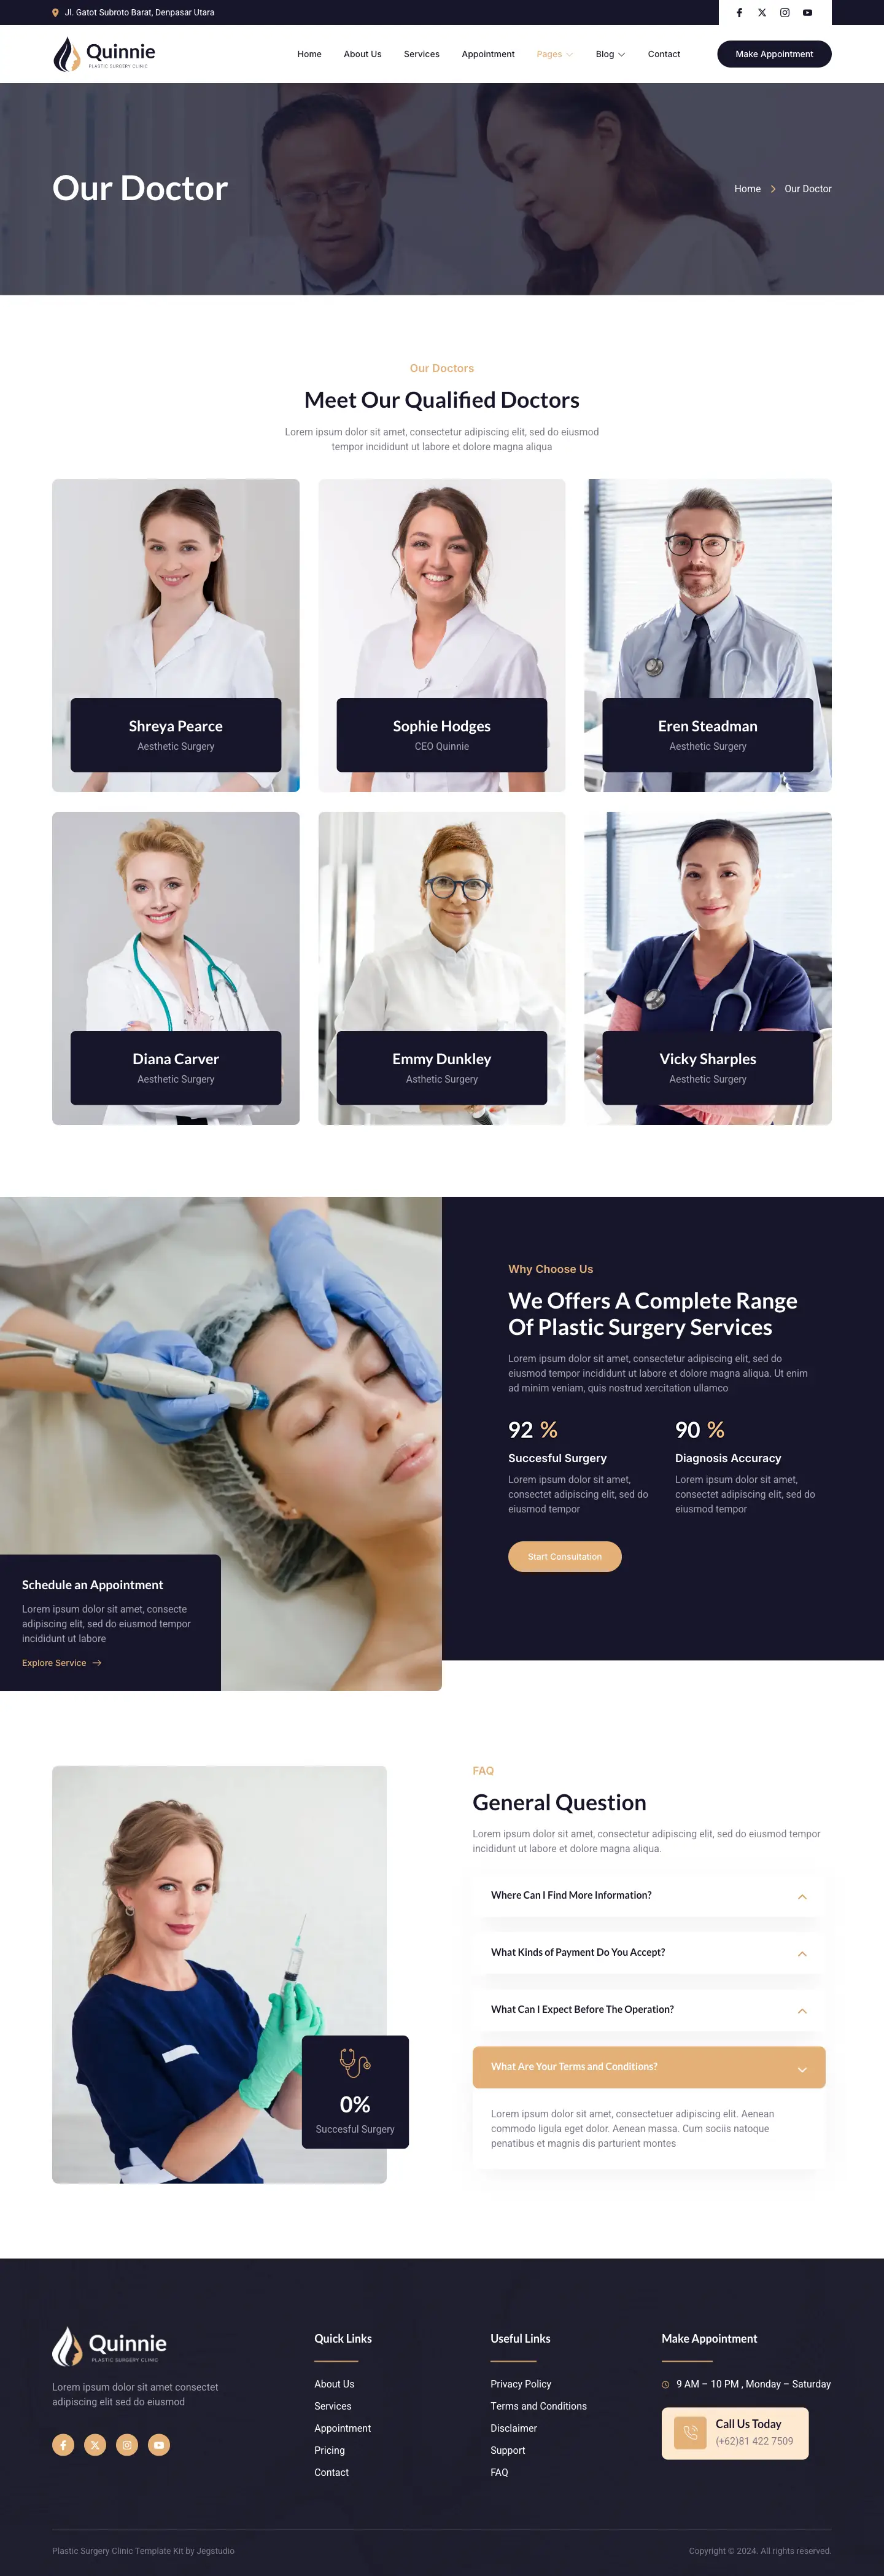 Jl. Gatot Subroto Barat, Denpasar Utara
Quinnie
PLASTIC SURGERY CLINIC
Home
About Us
Services
Appointment
Pages
Blog
Contact
Make Appointment
Our Doctor
Home
Our Doctor
Our Doctors
Meet Our Qualified Doctors
Lorem ipsum dolor sit amet, consectetur adipiscing elit, sed do eiusmod
tempor incididunt ut labore et dolore magna aliqua
Shreya Pearce
Aesthetic Surgery
Sophie Hodges
CEO Quinnie
Eren Steadman
Aesthetic Surgery
Diana Carver
Aesthetic Surgery
Emmy Dunkley
Asthetic Surgery
Vicky Sharples
Aesthetic Surgery
Schedule an Appointment
Lorem ipsum dolor sit amet, consecte
adipiscing elit, sed do eiusmod tempor
incididunt ut labore
Explore Service
Why Choose Us
We Offers A Complete Range
Of Plastic Surgery Services
Lorem ipsum dolor sit amet, consectetur adipiscing elit, sed do
eiusmod tempor incididunt ut labore et dolore magna aliqua. Ut enim
ad minim veniam, quis nostrud xercitation ullamco
92 %
Succesful Surgery
Lorem ipsum dolor sit amet,
consectet adipiscing elit, sed do
eiusmod tempor
90 %
Diagnosis Accuracy
Lorem ipsum dolor sit amet,
consectet adipiscing elit, sed do
eiusmod tempor
Start Consultation
0%
Succesful Surgery
FAQ
General Question
Lorem ipsum dolor sit amet, consectetur adipiscing elit, sed do eiusmod tempor
incididunt ut labore et dolore magna aliqua.
Where Can I Find More Information?
What Kinds of Payment Do You Accept?
What Can I Expect Before The Operation?
What Are Your Terms and Conditions?
Lorem ipsum dolor sit amet, consectetuer adipiscing elit. Aenean
commodo ligula eget dolor. Aenean massa. Cum sociis natoque
penatibus et magnis dis parturient montes
Quinnie
PLASTIC SURGERY CLINIC
Lorem ipsum dolor sit amet consectet
adipiscing elit sed do eiusmod
Quick Links
About Us
Services
Appointment
Pricing
Contact
Useful Links
Privacy Policy
Terms and Conditions
Disclaimer
Support
FAQ
Make Appointment
9 AM – 10 PM , Monday – Saturday
Call Us Today
(+62)81 422 7509
Plastic Surgery Clinic Template Kit by Jegstudio
Copyright © 2024. All rights reserved.